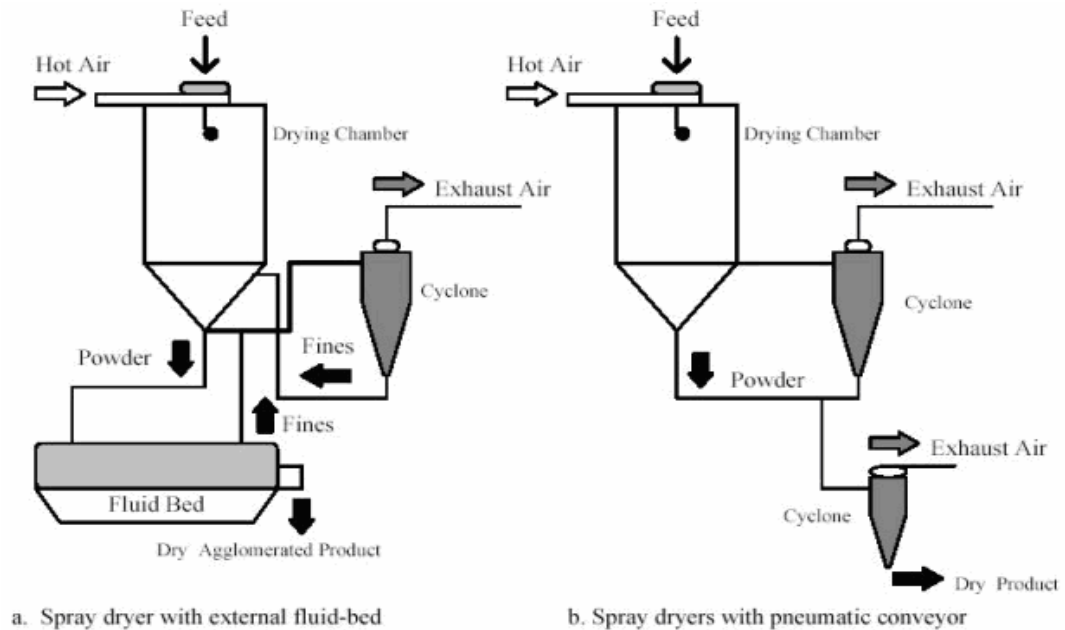 Feed
Hot Air
Drying Chamber
Exhaust Air
Cyclone
Fines
Powder
Fines
Fluid Bed
Dry Agglomerated Product
a. Spray dryer with external fluid-bed
Feed
Hot Air
Drying Chamber
Exhaust Air
Cyclone
Powder
Exhaust Air
Cyclone
Dry Product
b. Spray dryers with pneumatic conveyor